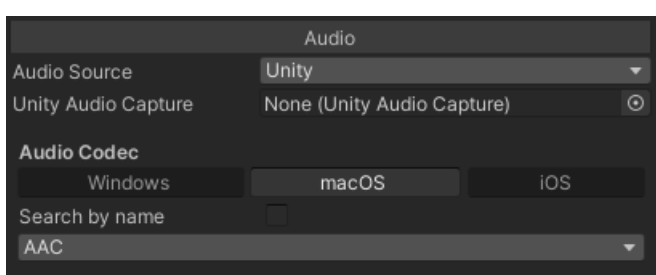 Audio
Audio Source Unity
Unity Audio Capture None (Unity Audio Capture)
Audio Codec
Windows macOS iOS
Search by name
AAC